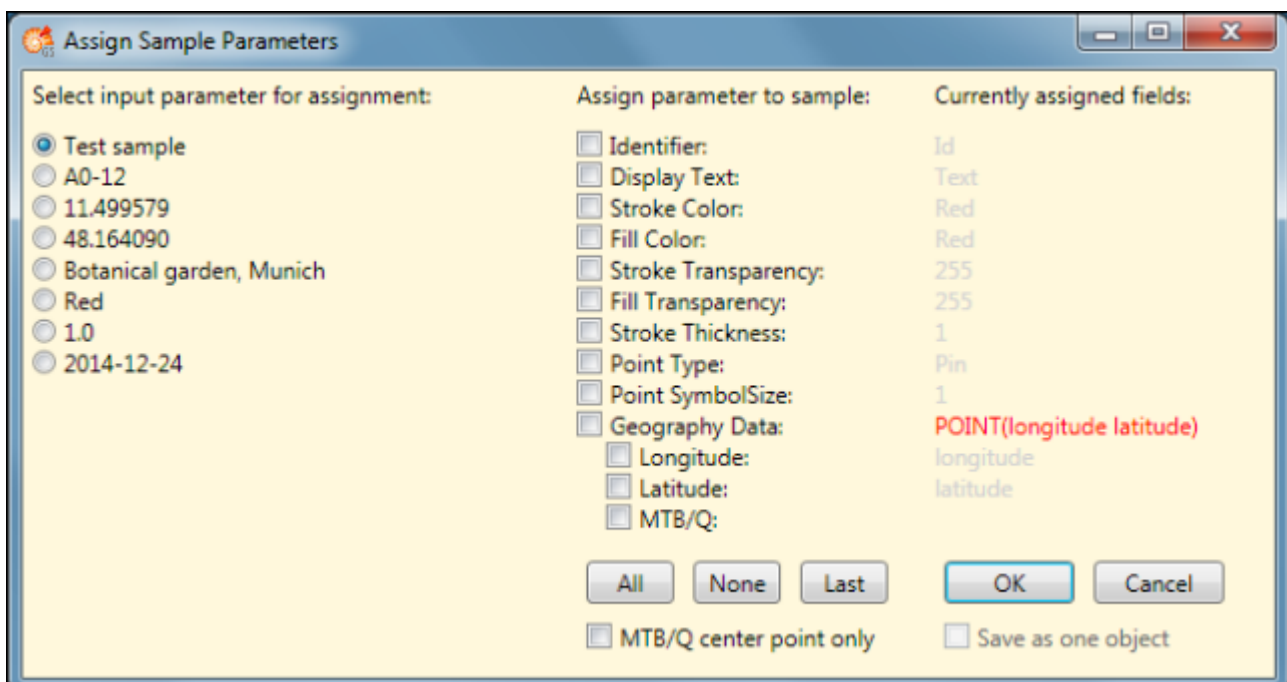 Assign Sample Parameters
Select input parameter for assignment: Assign parameter to sample: Currently assigned fields:
Test sample Identifier: Id
A0-12 Display Text: Text
11.499579 Stroke Color: Red
48.164090 Fill Color: Red
Botanical garden, Munich Stroke Transparency: 255
Red Fill Transparency: 255
1.0 Stroke Thickness: 1
2014-12-24 Point Type: Pin
Point SymbolSize: 1
Geography Data: POINT(longitude latitude)
Longitude: longitude
Latitude: latitude
MTB/Q:
All None Last OK Cancel
MTB/Q center point only Save as one object